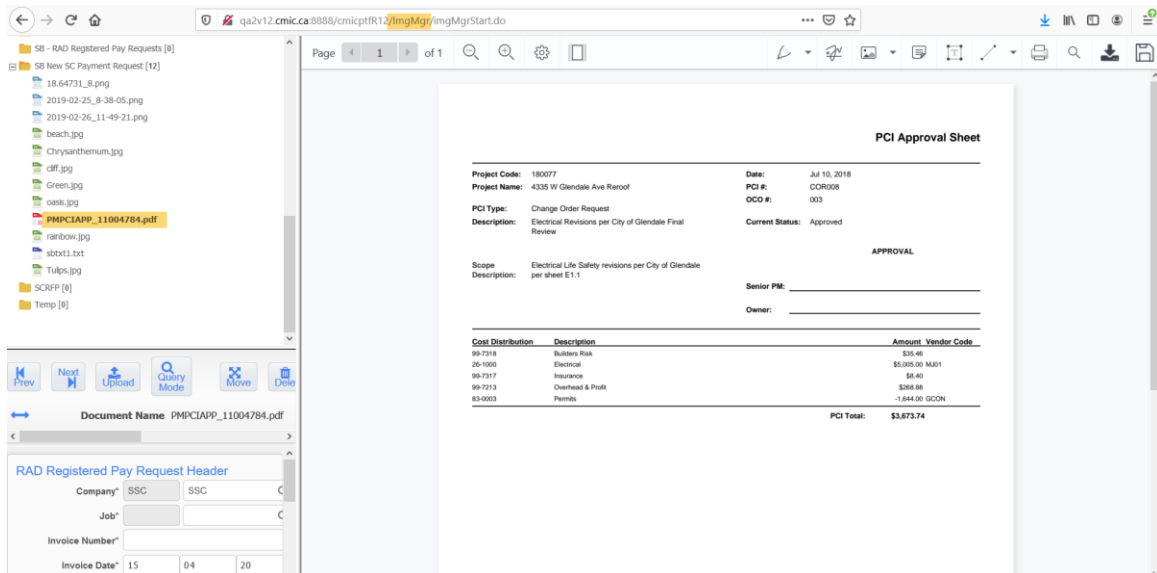 qa2v12.cmic.ca:8888/cmicptfR12/ImgMgr/imgMgrStart.do
SB - RAD Registered Pay Requests [0]
SB New SC Payment Request [12]
18.64731_8.png
2019-02-25_8-38-05.png
2019-02-26_11-49-21.png
beach.jpg
Chrysanthemum.jpg
cliff.jpg
Green.jpg
oasis.jpg
PMPCIAPP_11004784.pdf
rainbow.jpg
sbtxt1.txt
Tulips.jpg
SCRFP [0]
Temp [0]
Prev Next Upload Query Mode Move Dele
Document Name PMPCIAPP_11004784.pdf
RAD Registered Pay Request Header
Company* SSC SSC
Job*
Invoice Number*
Invoice Date* 15 04 20
Page 1 of 1
PCI Approval Sheet
Project Code: 180077 Date: Jul 10, 2018
Project Name: 4335 W Glendale Ave Reroof PCI #: COR008
OCO #: 003
PCI Type: Change Order Request
Description: Electrical Revisions per City of Glendale Final Current Status: Approved
Review
APPROVAL
Scope Electrical Life Safety revisions per City of Glendale
Description: per sheet E1.1
Senior PM:
Owner:
Cost Distribution Description Amount Vendor Code
99-7318 Builders Risk $35.46
26-1000 Electrical $5,005.00 MJ01
99-7317 Insurance $8.40
99-7213 Overhead & Profit $268.88
83-0003 Permits -1,644.00 GCON
PCI Total: $3,673.74